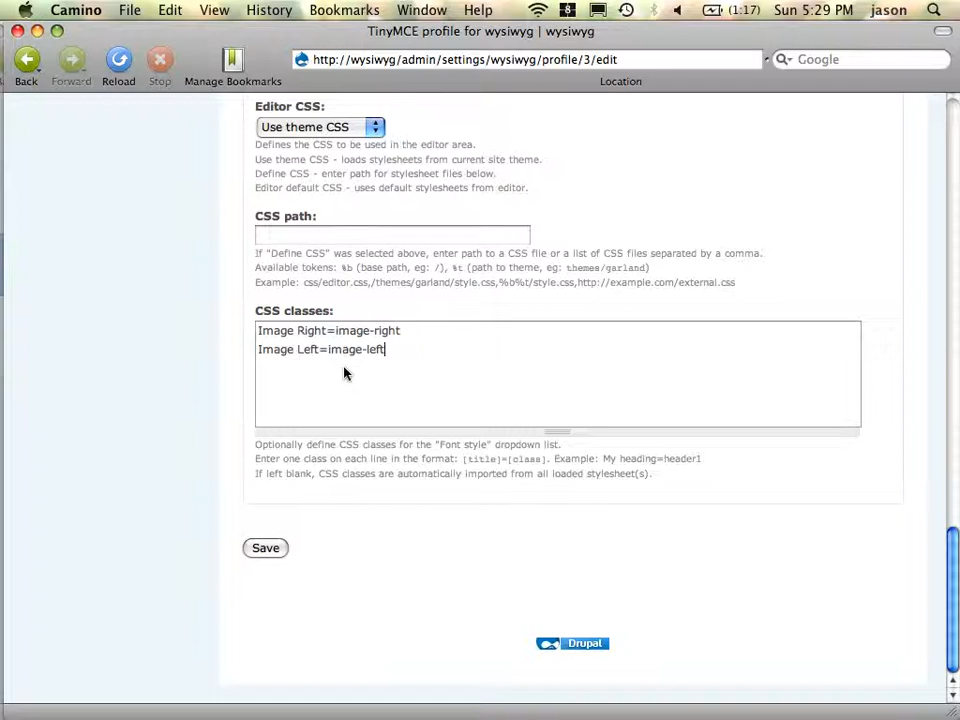 Camino File Edit View History Bookmarks Window Help (1:17) Sun 5:29 PM jason
TinyMCE profile for wysiwyg | wysiwyg
http://wysiwyg/admin/settings/wysiwyg/profile/3/edit Google
Back Forward Reload Stop Manage Bookmarks Location
Editor CSS:
Use theme CSS
Defines the CSS to be used in the editor area.
Use theme CSS - loads stylesheets from current site theme.
Define CSS - enter path for stylesheet files below.
Editor default CSS - uses default stylesheets from editor.
CSS path:
If "Define CSS" was selected above, enter path to a CSS file or a list of CSS files separated by a comma.
Available tokens: %b (base path, eg: /), %t (path to theme, eg: themes/garland)
Example: css/editor.css,/themes/garland/style.css,%b%t/style.css,http://example.com/external.css
CSS classes:
Image Right=image-right
Image Left=image-left
Optionally define CSS classes for the "Font style" dropdown list.
Enter one class on each line in the format: [title]=[class]. Example: My heading=header1
If left blank, CSS classes are automatically imported from all loaded stylesheet(s).
Save
Drupal